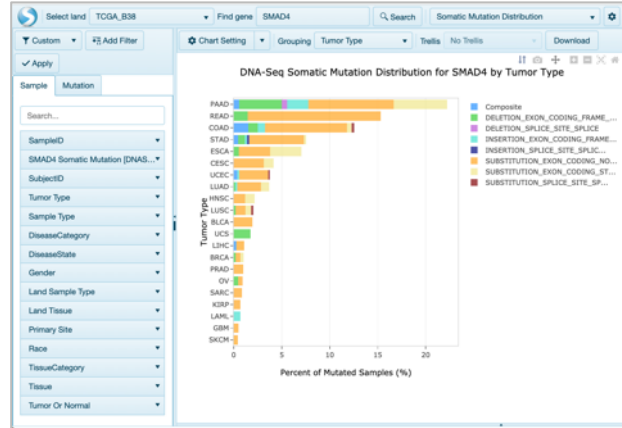 Select land TCGA_B38 Find gene SMAD4 Search Somatic Mutation Distribution
Custom Add Filter Chart Setting Grouping Tumor Type Trellis No Trellis Download
Apply
Sample Mutation
Search...
SampleID
SMAD4 Somatic Mutation [DNAS...
SubjectID
Tumor Type
Sample Type
DiseaseCategory
DiseaseState
Gender
Land Sample Type
Land Tissue
Primary Site
Race
TissueCategory
Tissue
Tumor Or Normal
DNA-Seq Somatic Mutation Distribution for SMAD4 by Tumor Type
Tumor Type
PAAD
READ
COAD
STAD
ESCA
CESC
UCEC
LUAD
HNSC
LUSC
BLCA
UCS
LIHC
BRCA
PRAD
OV
SARC
KIRP
LAML
GBM
SKCM
0 5 10 15 20
Percent of Mutated Samples (%)
Composite
DELETION_EXON_CODING_FRAME...
DELETION_SPLICE_SITE_SPLICE
INSERTION_EXON_CODING_FRAME...
INSERTION_SPLICE_SITE_SPLIC...
SUBSTITUTION_EXON_CODING_NO...
SUBSTITUTION_EXON_CODING_ST...
SUBSTITUTION_SPLICE_SITE_SP...